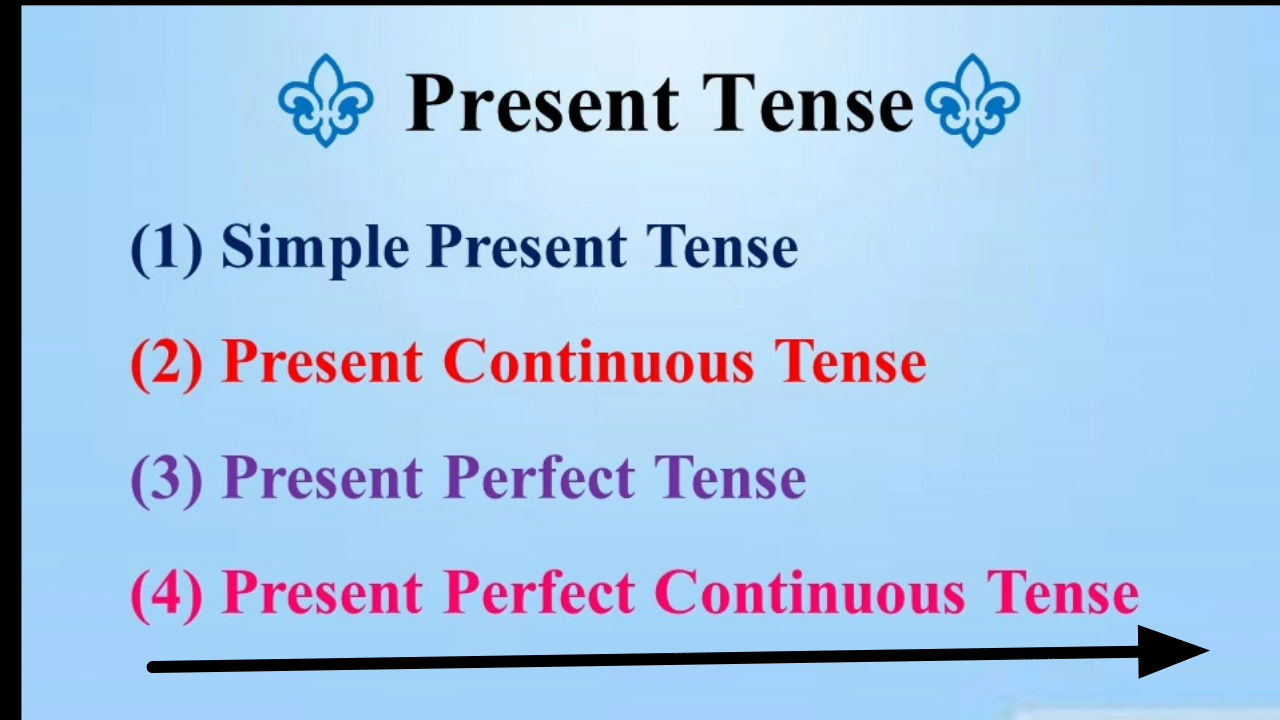 Present Tense
(1) Simple Present Tense
(2) Present Continuous Tense
(3) Present Perfect Tense
(4) Present Perfect Continuous Tense